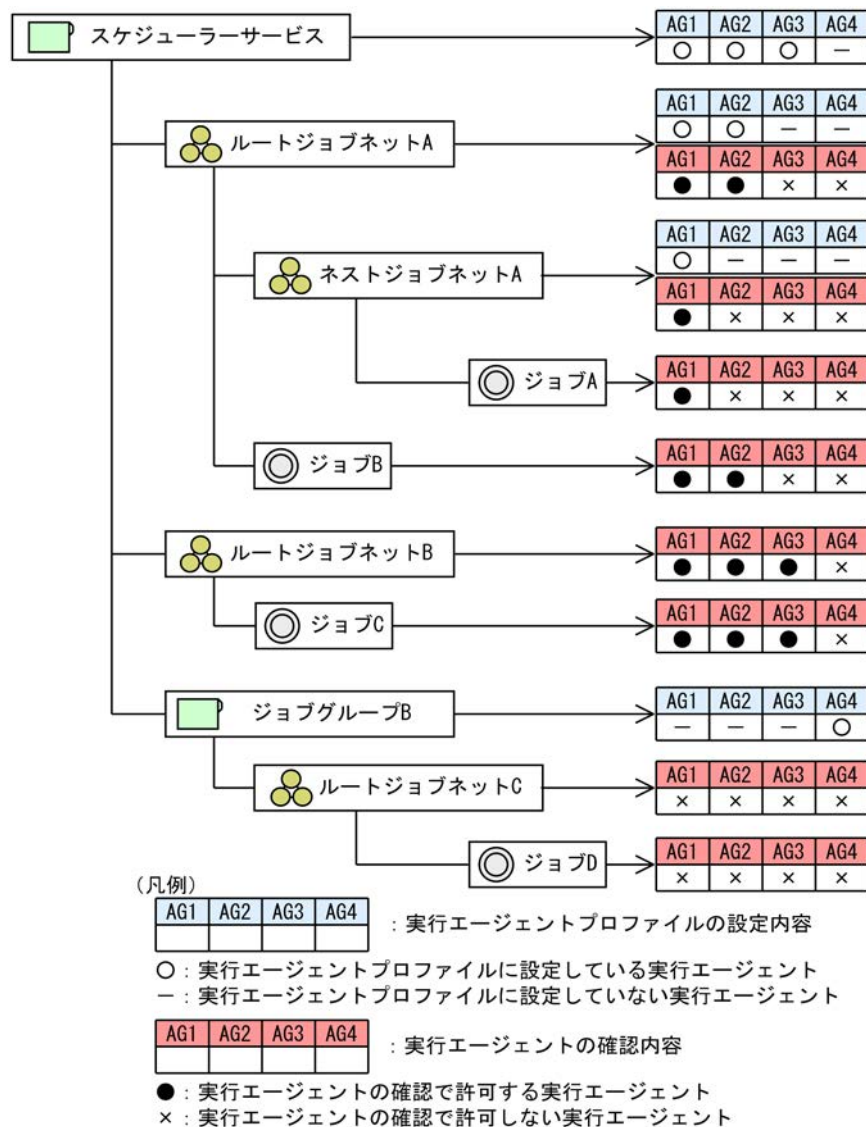 スケジューラーサービス
AG1 AG2 AG3 AG4
○ ○ ○ －
ルートジョブネットA
AG1 AG2 AG3 AG4
○ ○ － －
AG1 AG2 AG3 AG4
● ● × ×
ネストジョブネットA
AG1 AG2 AG3 AG4
○ － － －
AG1 AG2 AG3 AG4
● × × ×
ジョブA
AG1 AG2 AG3 AG4
● × × ×
ジョブB
AG1 AG2 AG3 AG4
● ● × ×
ルートジョブネットB
AG1 AG2 AG3 AG4
● ● ● ×
ジョブC
AG1 AG2 AG3 AG4
● ● ● ×
ジョブグループB
AG1 AG2 AG3 AG4
－ － － ○
ルートジョブネットC
AG1 AG2 AG3 AG4
× × × ×
ジョブD
AG1 AG2 AG3 AG4
× × × ×
(凡例)
AG1 AG2 AG3 AG4
：実行エージェントプロファイルの設定内容
○：実行エージェントプロファイルに設定している実行エージェント
－：実行エージェントプロファイルに設定していない実行エージェント
AG1 AG2 AG3 AG4
：実行エージェントの確認内容
●：実行エージェントの確認で許可する実行エージェント
×：実行エージェントの確認で許可しない実行エージェント